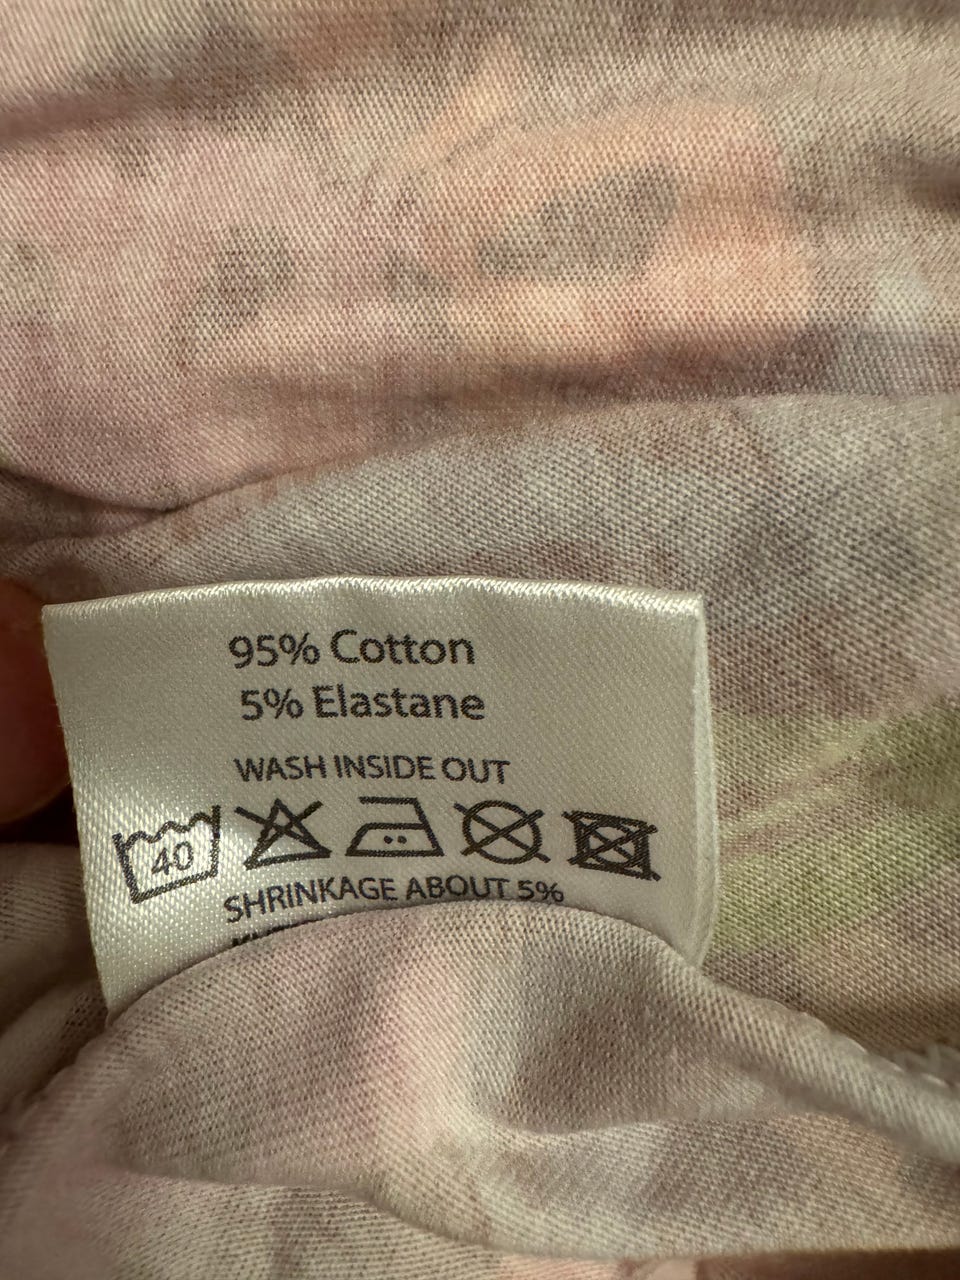 95% Cotton
5% Elastane
WASH INSIDE OUT
40
SHRINKAGE ABOUT 5%